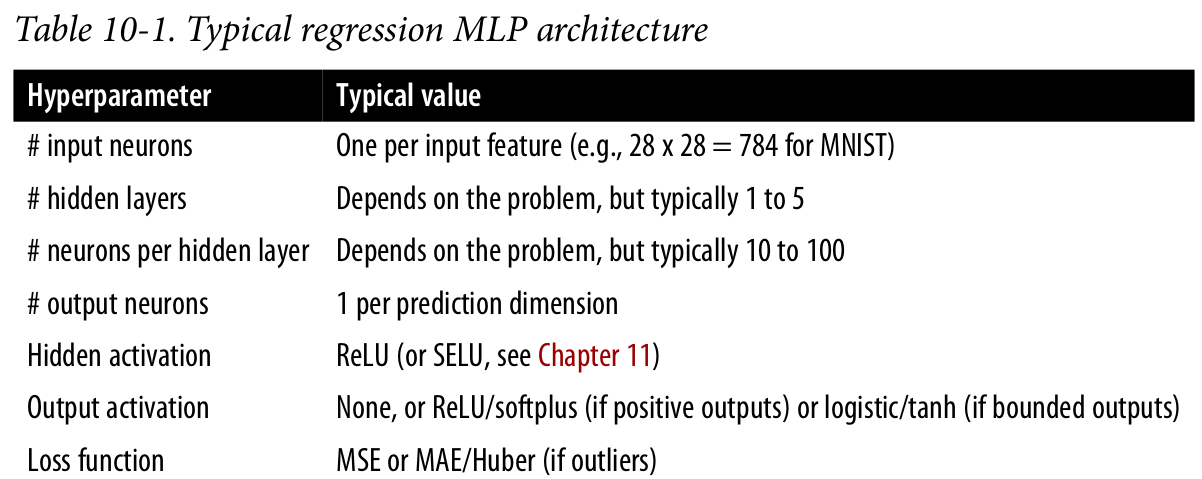 Table 10-1. Typical regression MLP architecture
Hyperparameter Typical value
# input neurons One per input feature (e.g., 28 x 28 = 784 for MNIST)
# hidden layers Depends on the problem, but typically 1 to 5
# neurons per hidden layer Depends on the problem, but typically 10 to 100
# output neurons 1 per prediction dimension
Hidden activation ReLU (or SELU, see Chapter 11)
Output activation None, or ReLU/softplus (if positive outputs) or logistic/tanh (if bounded outputs)
Loss function MSE or MAE/Huber (if outliers)